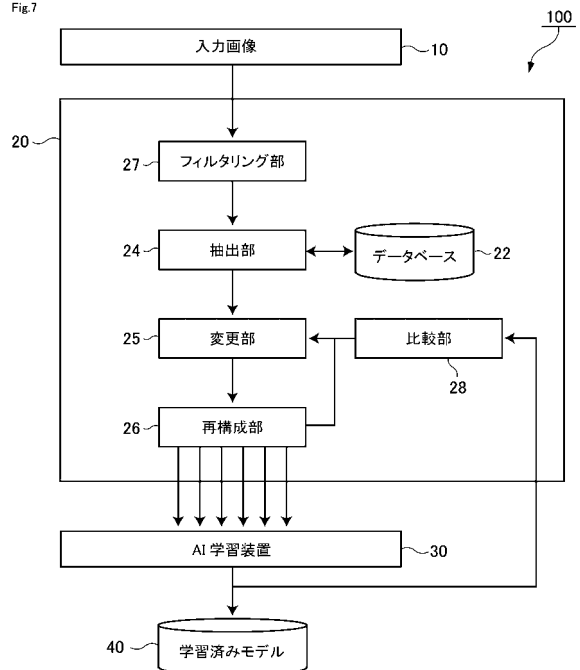 Fig.7
100
入力画像
10
20
27
フィルタリング部
24
抽出部
データベース
22
25
変更部
比較部
28
26
再構成部
AI 学習装置
30
40
学習済みモデル